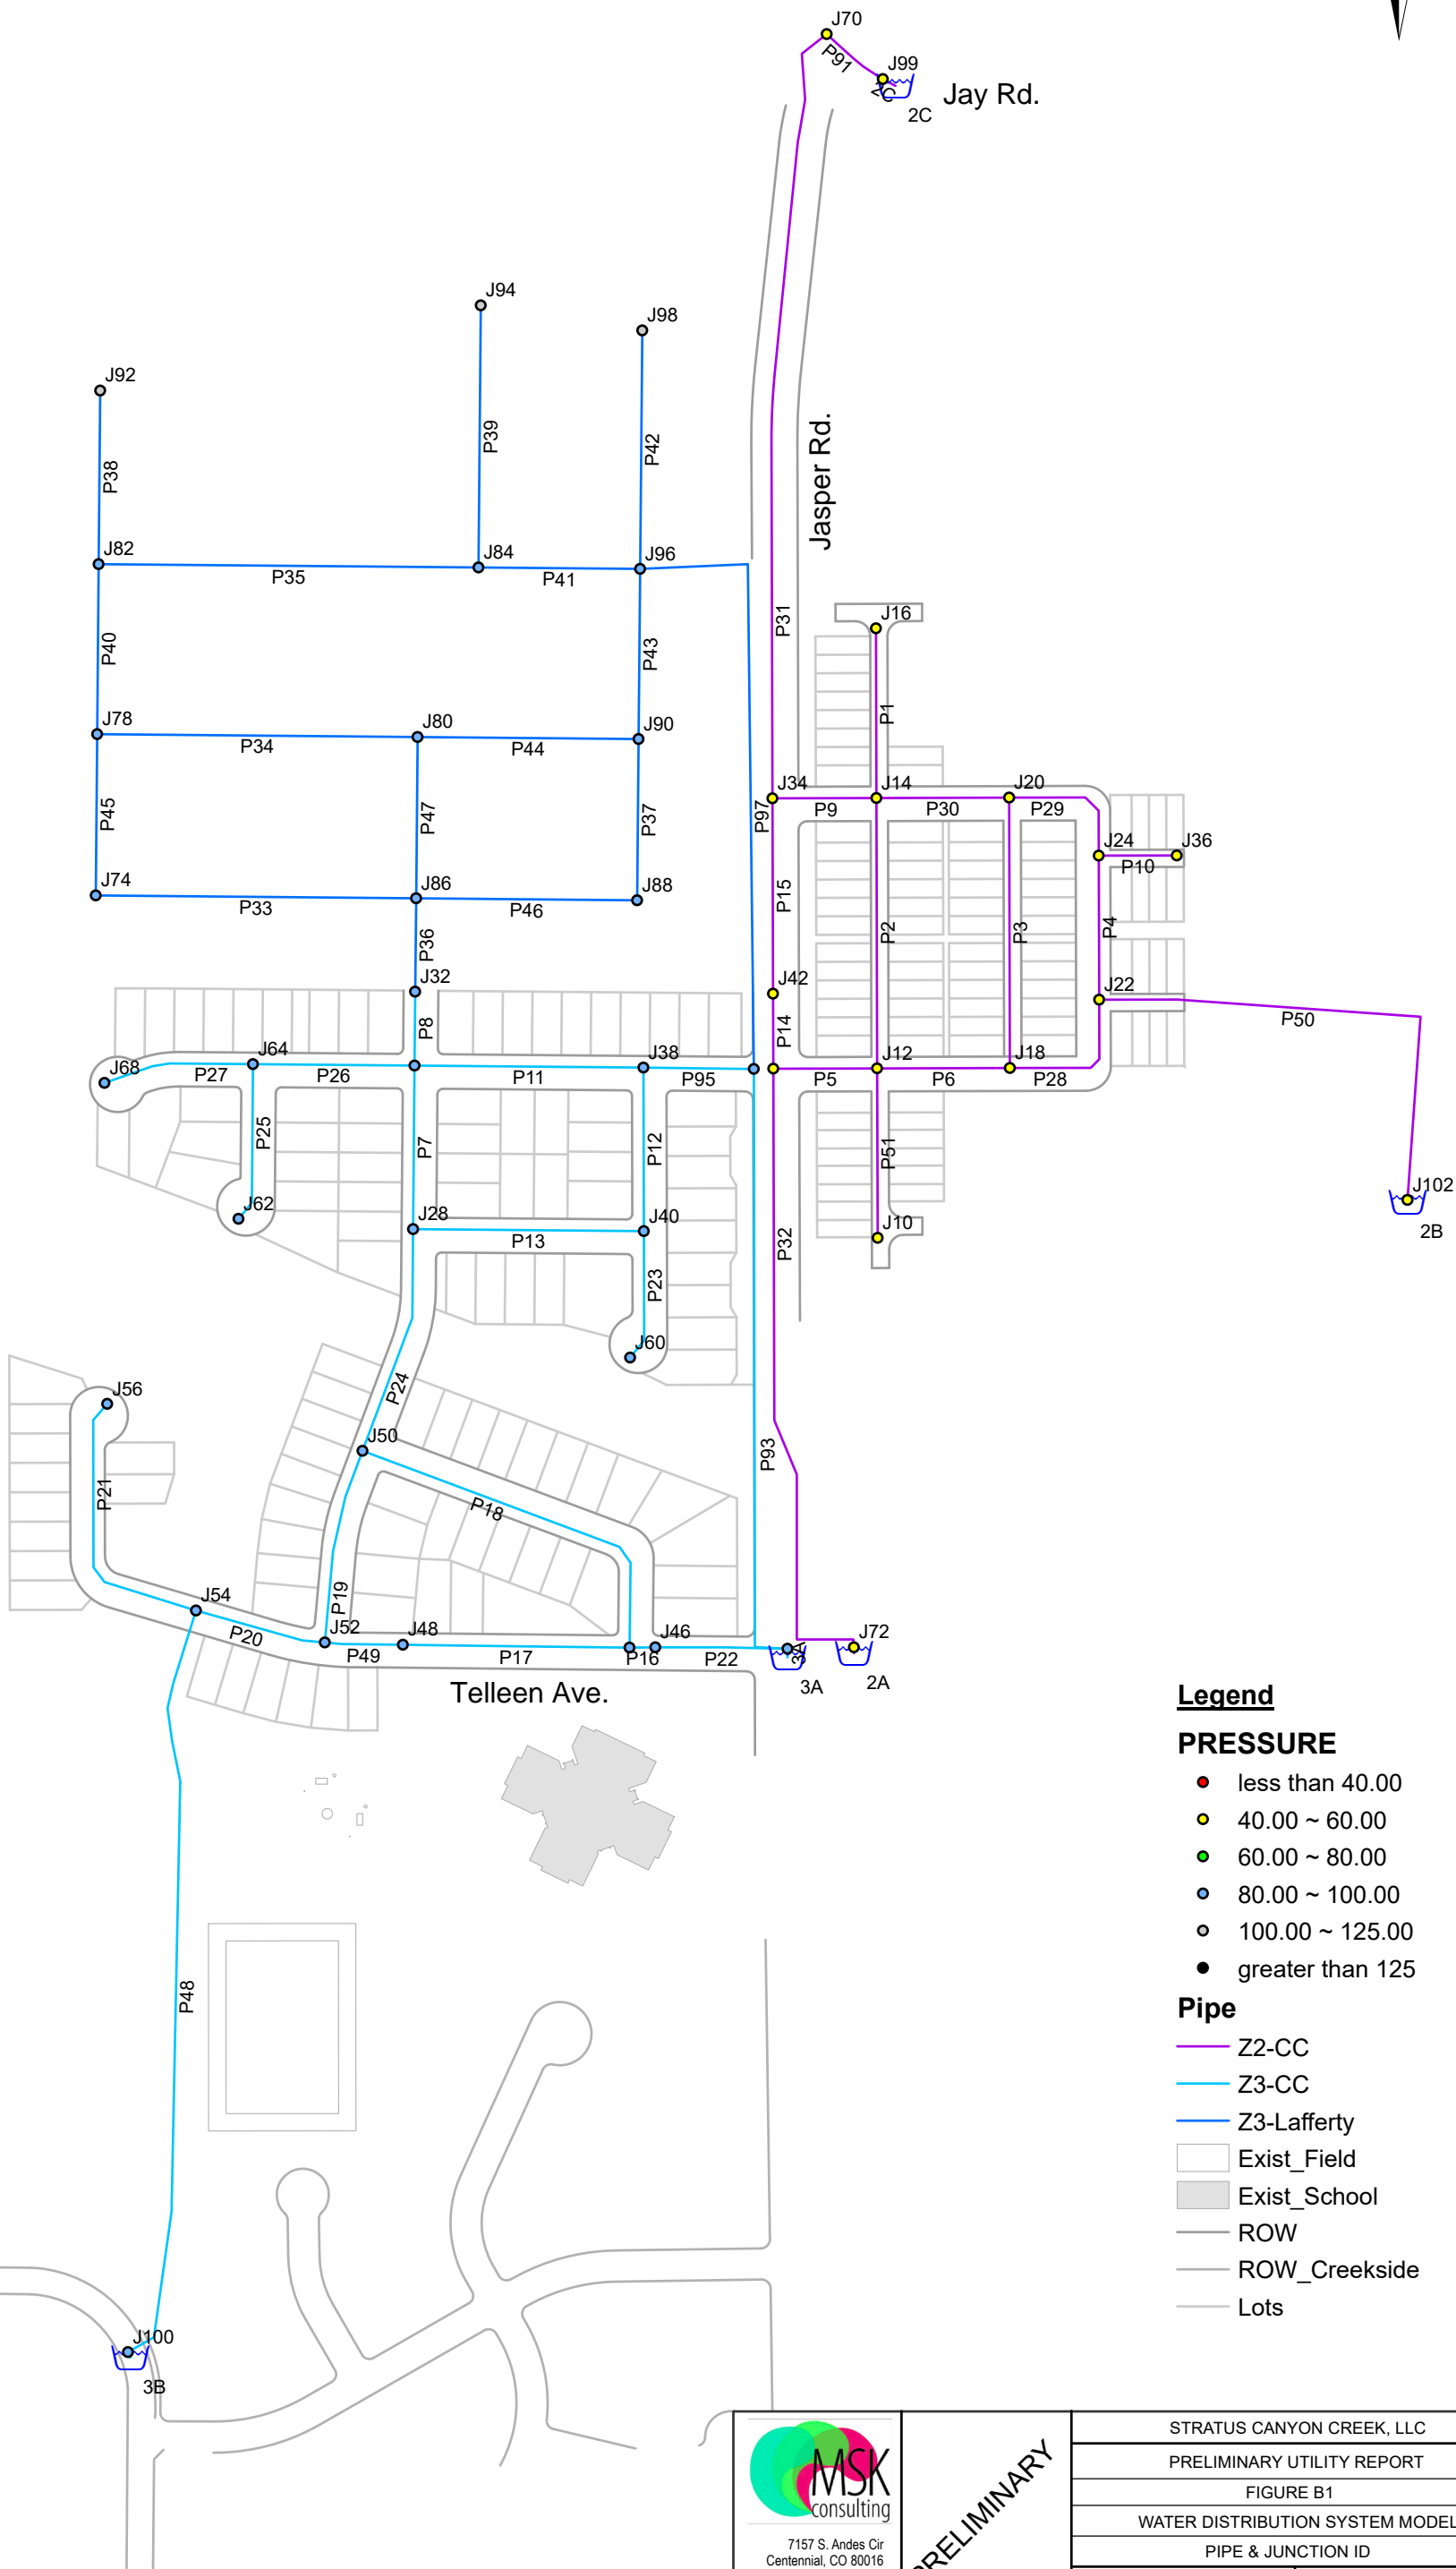 J70
P91
J99
2C
2C
Jay Rd.
J94
J98
J92
P39
P42
P38
Jasper Rd.
J82
J84
J96
P35
P41
P31
J16
P40
P43
P1
J78
J80
J90
P34
P44
J34
J14
J20
P9
P30
P29
P45
P47
P37
P97
J24
J36
P10
J74
J86
J88
P33
P46
P15
P2
P3
P4
P36
J32
J42
J22
P50
P8
P14
J68
J64
J38
J12
J18
P27
P26
P11
P95
P5
P6
P28
P25
P7
P12
P51
J62
J28
J40
J10
J102
2B
P13
P32
P23
J60
J56
P24
J50
P93
P21
P18
J54
P19
P20
J52
J48
J46
J72
P49
P17
P16
P22
3A
3A
2A
Telleen Ave.
P48
J100
3B
Legend
PRESSURE
less than 40.00
40.00 ~ 60.00
60.00 ~ 80.00
80.00 ~ 100.00
100.00 ~ 125.00
greater than 125
Pipe
Z2-CC
Z3-CC
Z3-Lafferty
Exist_Field
Exist_School
ROW
ROW_Creekside
Lots
MSK
consulting
7157 S. Andes Cir
Centennial, CO 80016
PRELIMINARY
STRATUS CANYON CREEK, LLC
PRELIMINARY UTILITY REPORT
FIGURE B1
WATER DISTRIBUTION SYSTEM MODEL
PIPE & JUNCTION ID